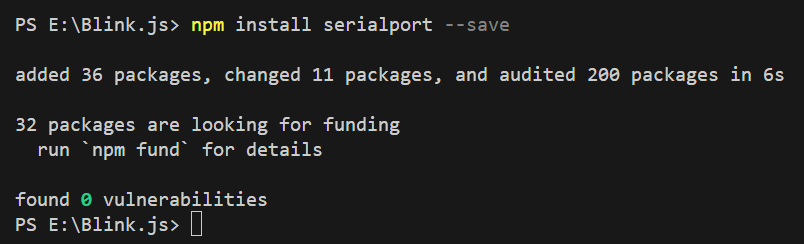 PS E:\Blink.js> npm install serialport --save
added 36 packages, changed 11 packages, and audited 200 packages in 6s
32 packages are looking for funding
  run `npm fund` for details
found 0 vulnerabilities
PS E:\Blink.js>